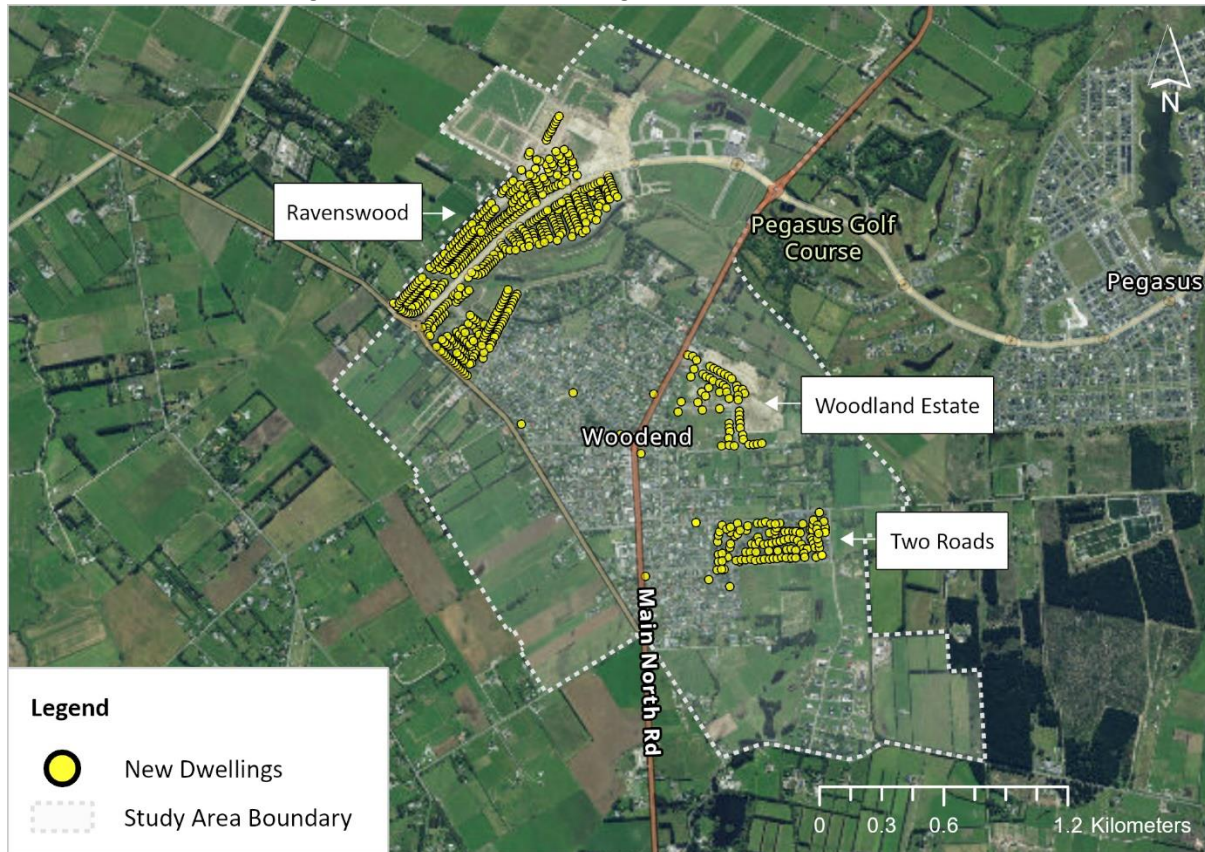 N
Ravenswood
Pegasus Golf
Course
Pegasus
Woodland Estate
Woodend
Two Roads
Main North Rd
Legend
New Dwellings
Study Area Boundary
0 0.3 0.6 1.2 Kilometers